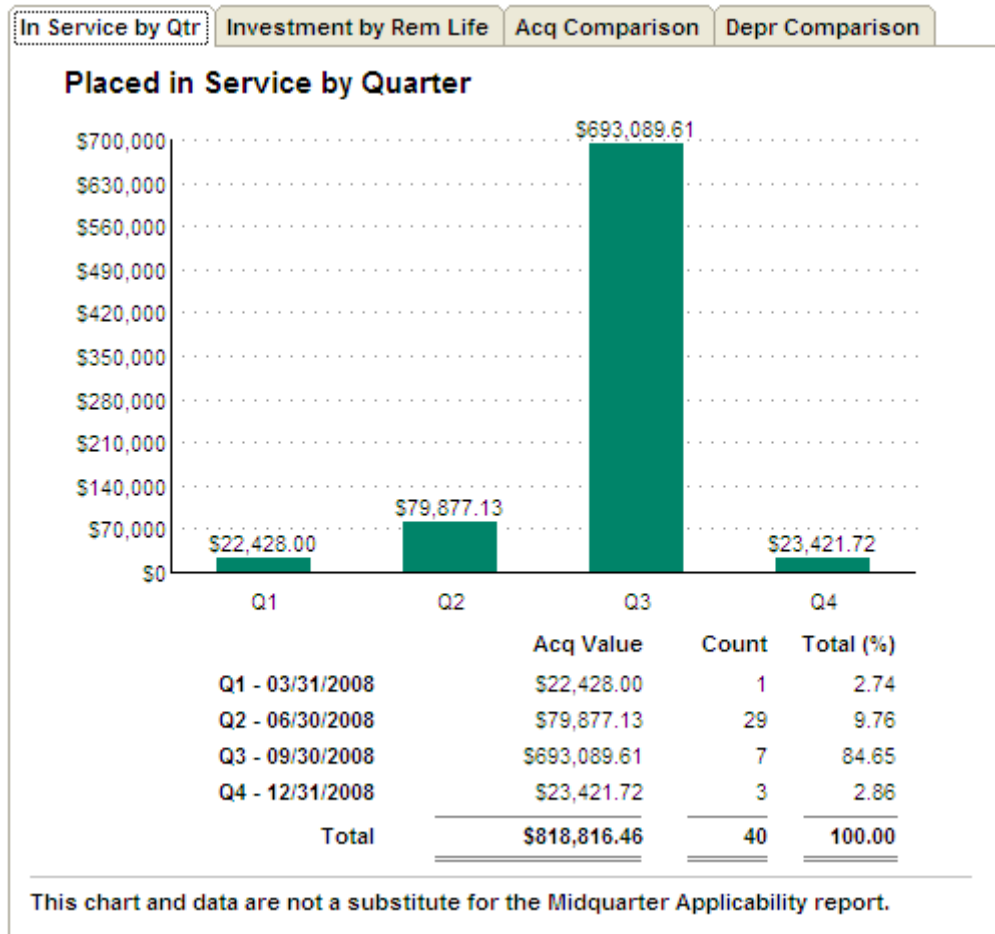 In Service by Qtr Investment by Rem Life Acq Comparison Depr Comparison
Placed in Service by Quarter
$700,000
$630,000
$560,000
$490,000
$420,000
$350,000
$280,000
$210,000
$140,000
$70,000
$0
$22,428.00
$79,877.13
$693,089.61
$23,421.72
Q1 Q2 Q3 Q4
Acq Value Count Total (%)
Q1 - 03/31/2008 $22,428.00 1 2.74
Q2 - 06/30/2008 $79,877.13 29 9.76
Q3 - 09/30/2008 $693,089.61 7 84.65
Q4 - 12/31/2008 $23,421.72 3 2.86
Total $818,816.46 40 100.00
This chart and data are not a substitute for the Midquarter Applicability report.